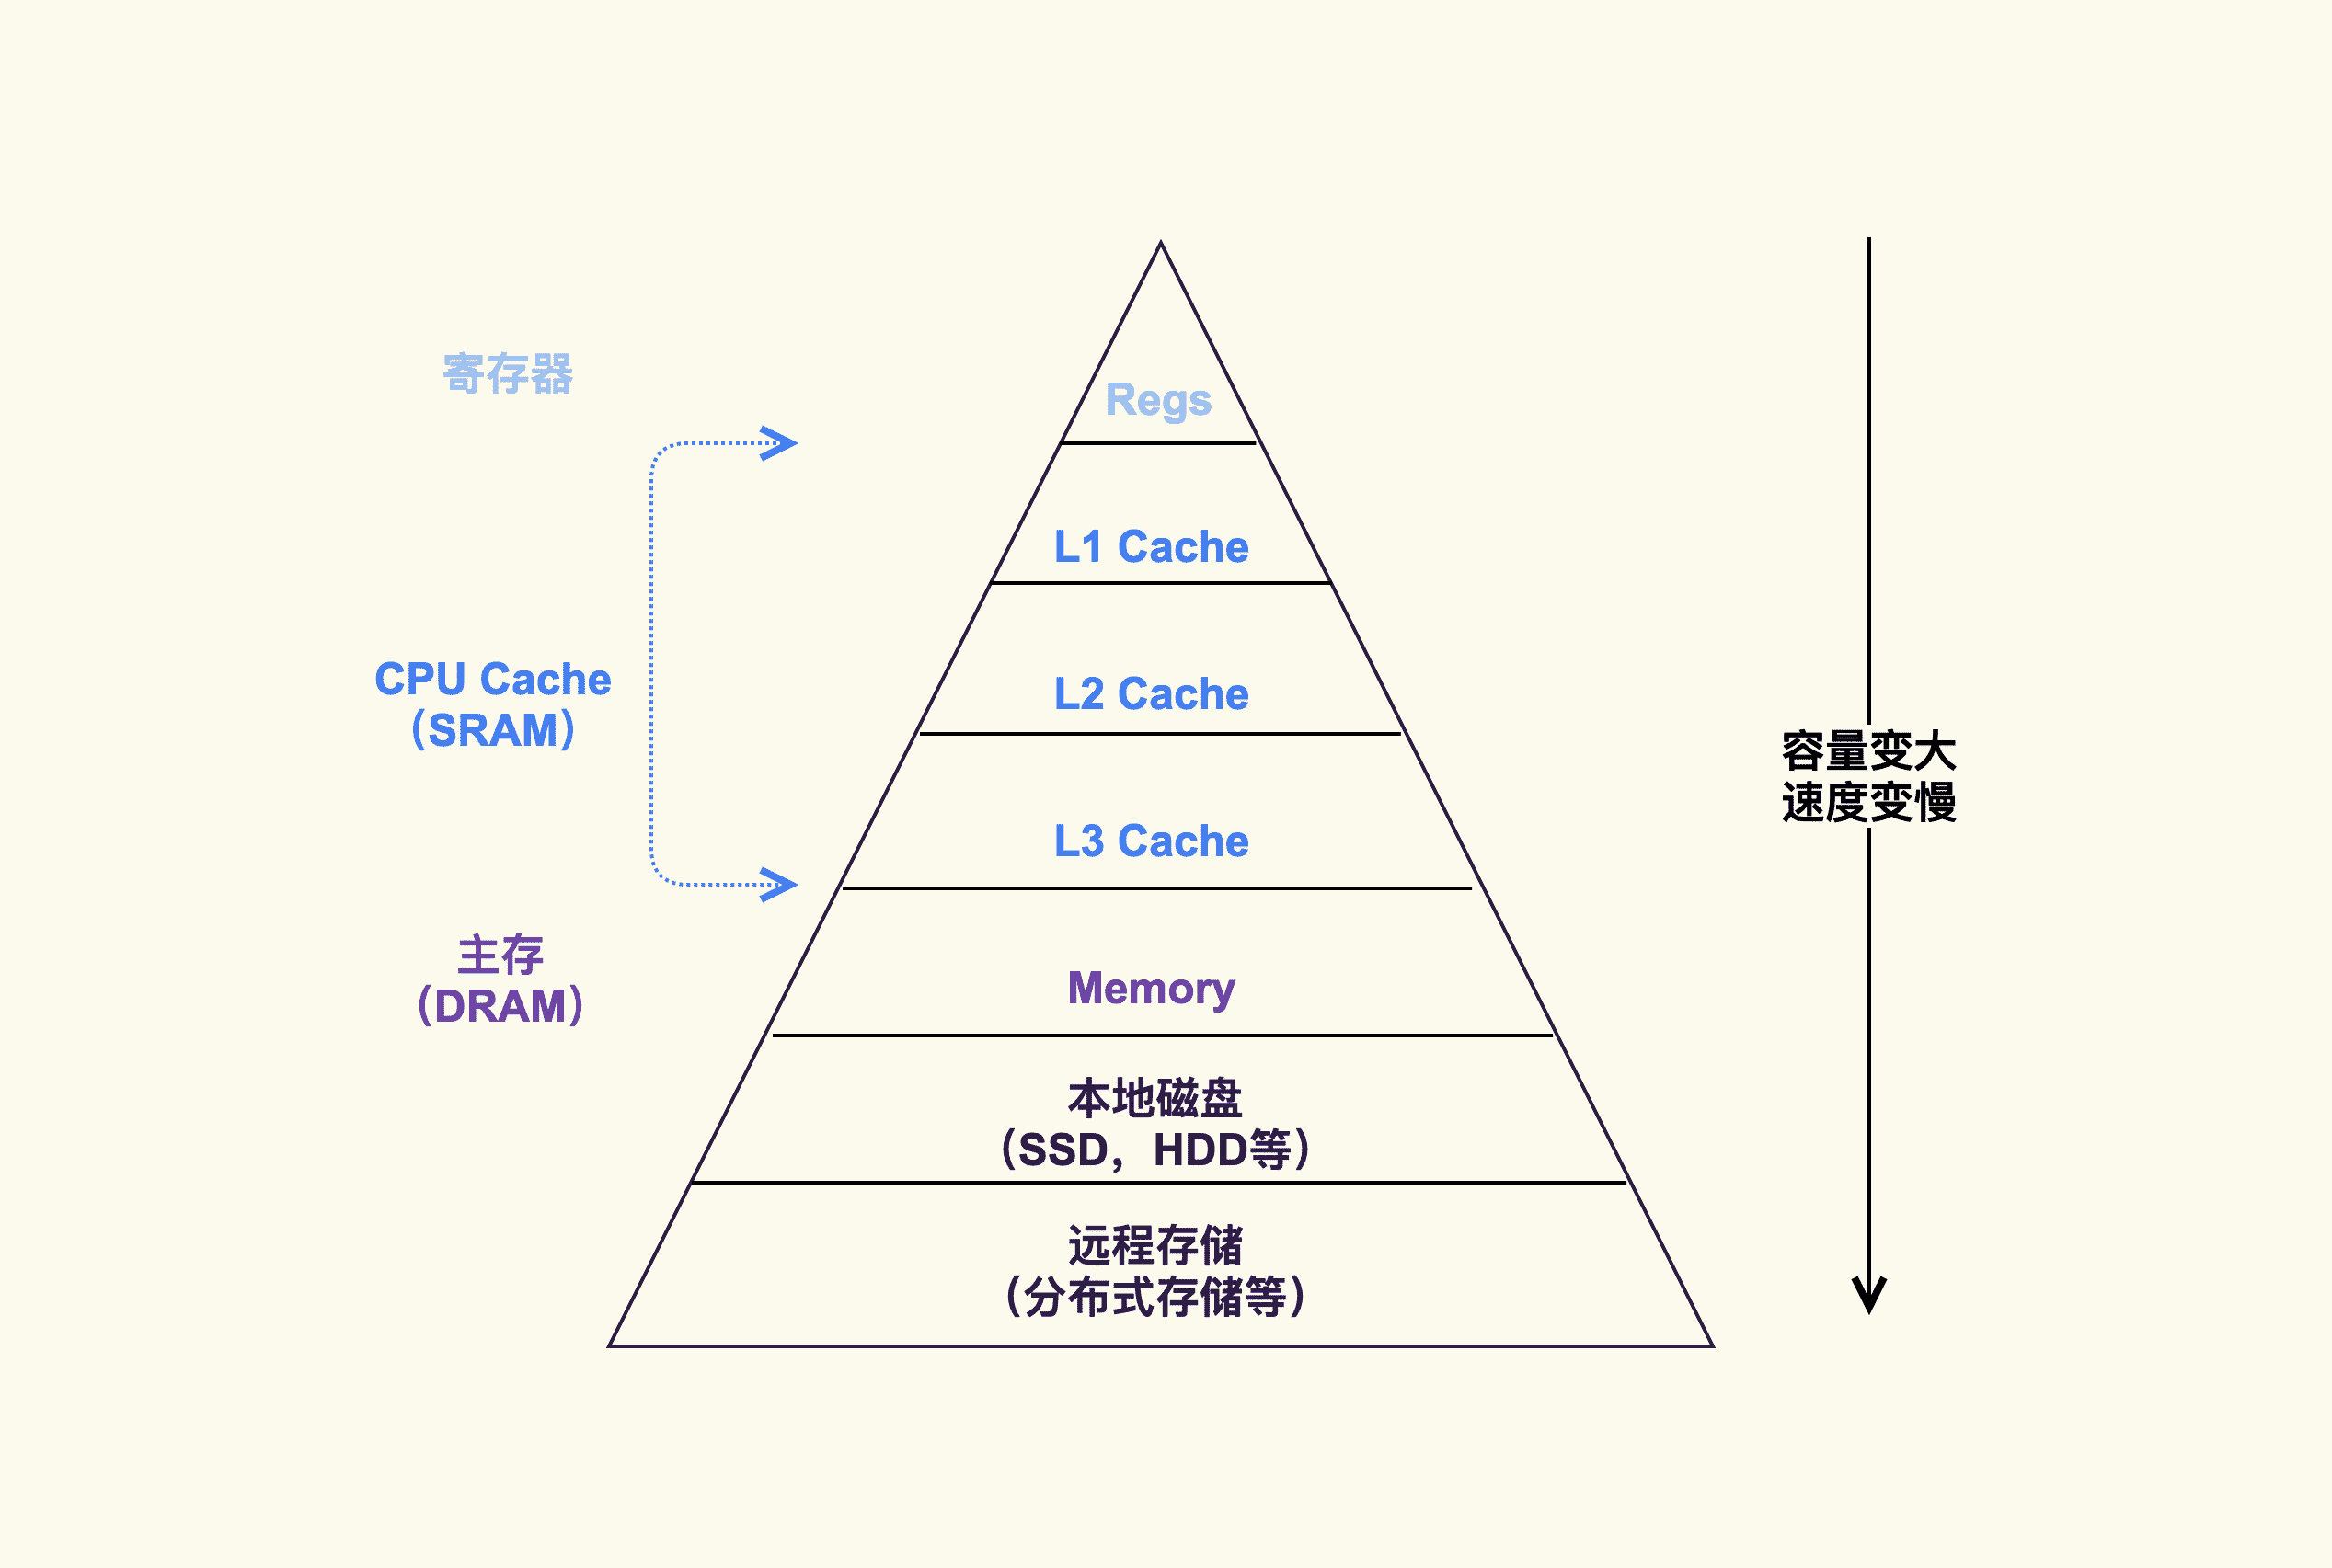 寄存器
Regs
L1 Cache
CPU Cache
（SRAM）
L2 Cache
容量变大
速度变慢
L3 Cache
主存
（DRAM）
Memory
本地磁盘
（SSD，HDD等）
远程存储
（分布式存储等）